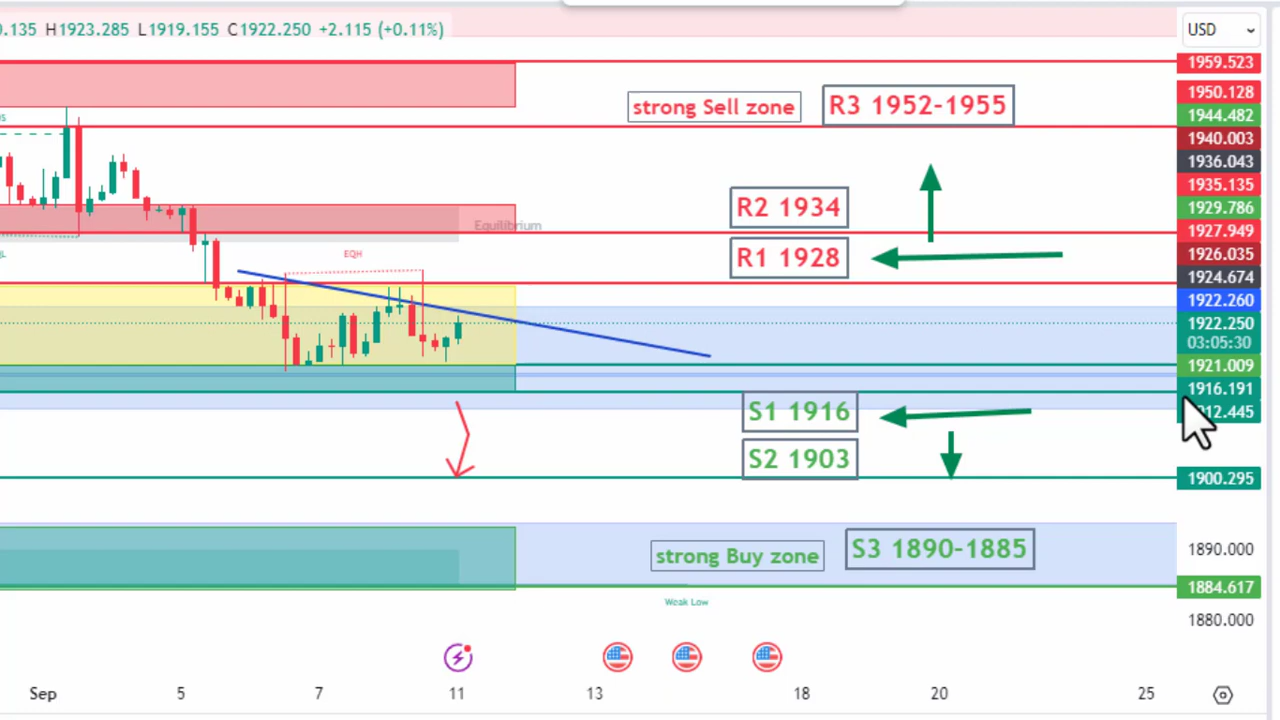 0.135 H1923.285 L1919.155 C1922.250 +2.115 (+0.11%)
USD
1959.523
strong Sell zone
R3 1952-1955
1950.128
1944.482
1940.003
1936.043
1935.135
R2 1934
1929.786
Equilibrium
1927.949
EQH
R1 1928
1926.035
1924.674
1922.260
1922.250
03:05:30
1921.009
1916.191
S1 1916
12.445
S2 1903
1900.295
strong Buy zone
S3 1890-1885
1890.000
1884.617
Weak Low
1880.000
Sep 5 7 11 13 18 20 25